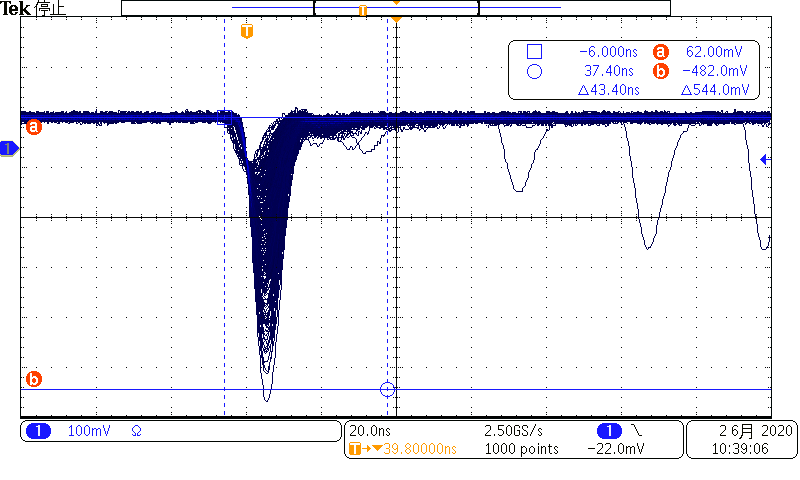 Tek 停止
T
T
-6.000ns a 62.00mV
37.40ns b -482.0mV
Δ43.40ns Δ544.0mV
a
1
b
1 100mV Ω
20.0ns 2.50GS/s 1 \
T→▼39.80000ns 1000 points -22.0mV
2 6月 2020
10:39:06